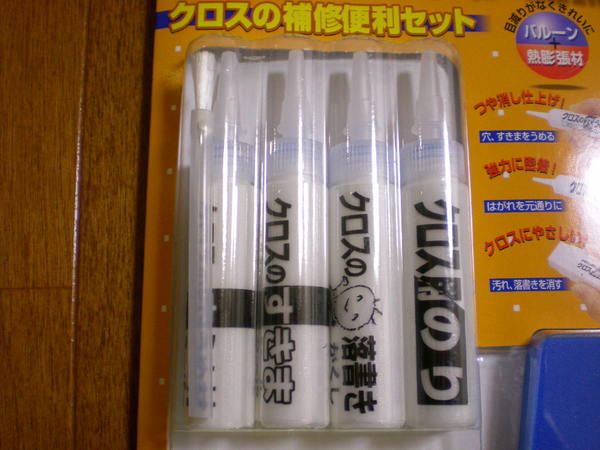 クロスの補修便利セット
目減りがなくきれいに
バルーン
+
熱膨張材
つや消し仕上げ!
穴、すきまをうめる
強力に密着!
はがれを元通りに
クロスにやさしい
汚れ、落書きを消す
クロスの
すきま
クロスの
落書き
かくし
クロス用
のり